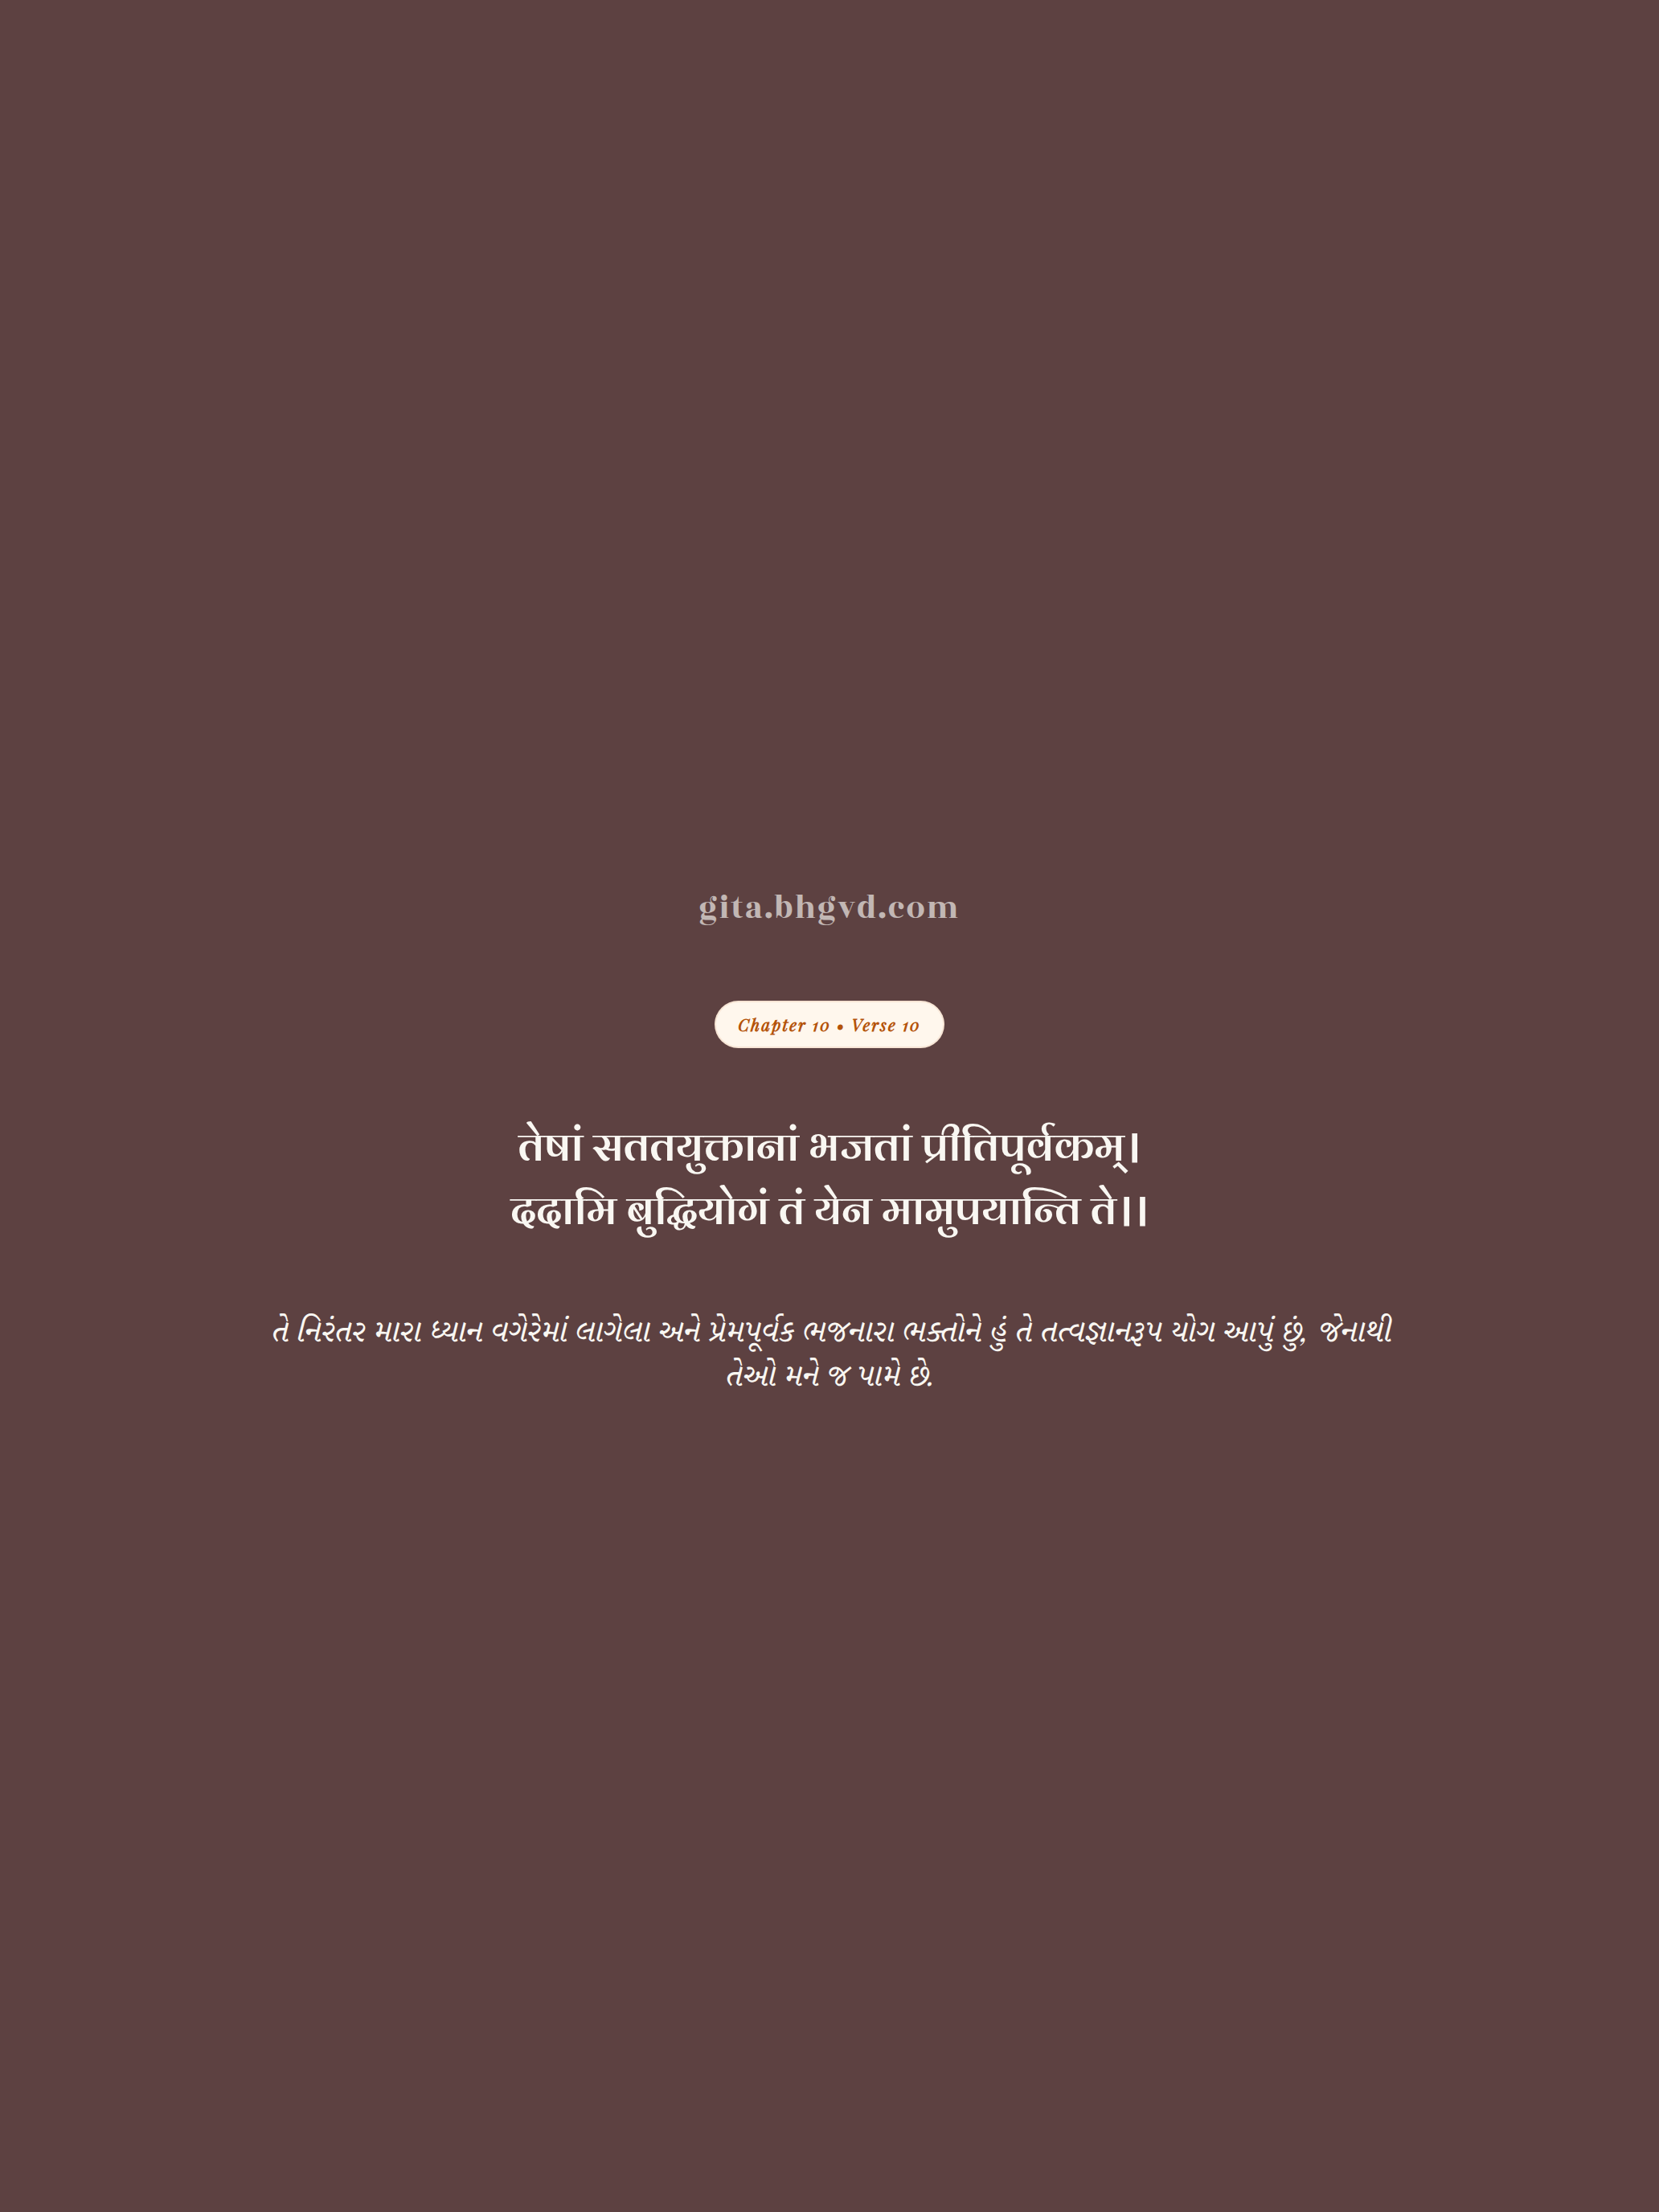 gita.bhgvd.com
Chapter 10 • Verse 10
तेषां सततयुक्तानां भजतां प्रीतिपूर्वकम्|
ददामि बुद्धियोगं तं येन मामुपयान्ति ते||
તે નિરંતર મારા ધ્યાન વગેરેમાં લાગેલા અને પ્રેમપૂર્વક ભજનારા ભક્તોને હું તે તત્વજ્ઞાનરૂપ યોગ આપું છું, જેનાથી
તેઓ મને જ પામે છે.